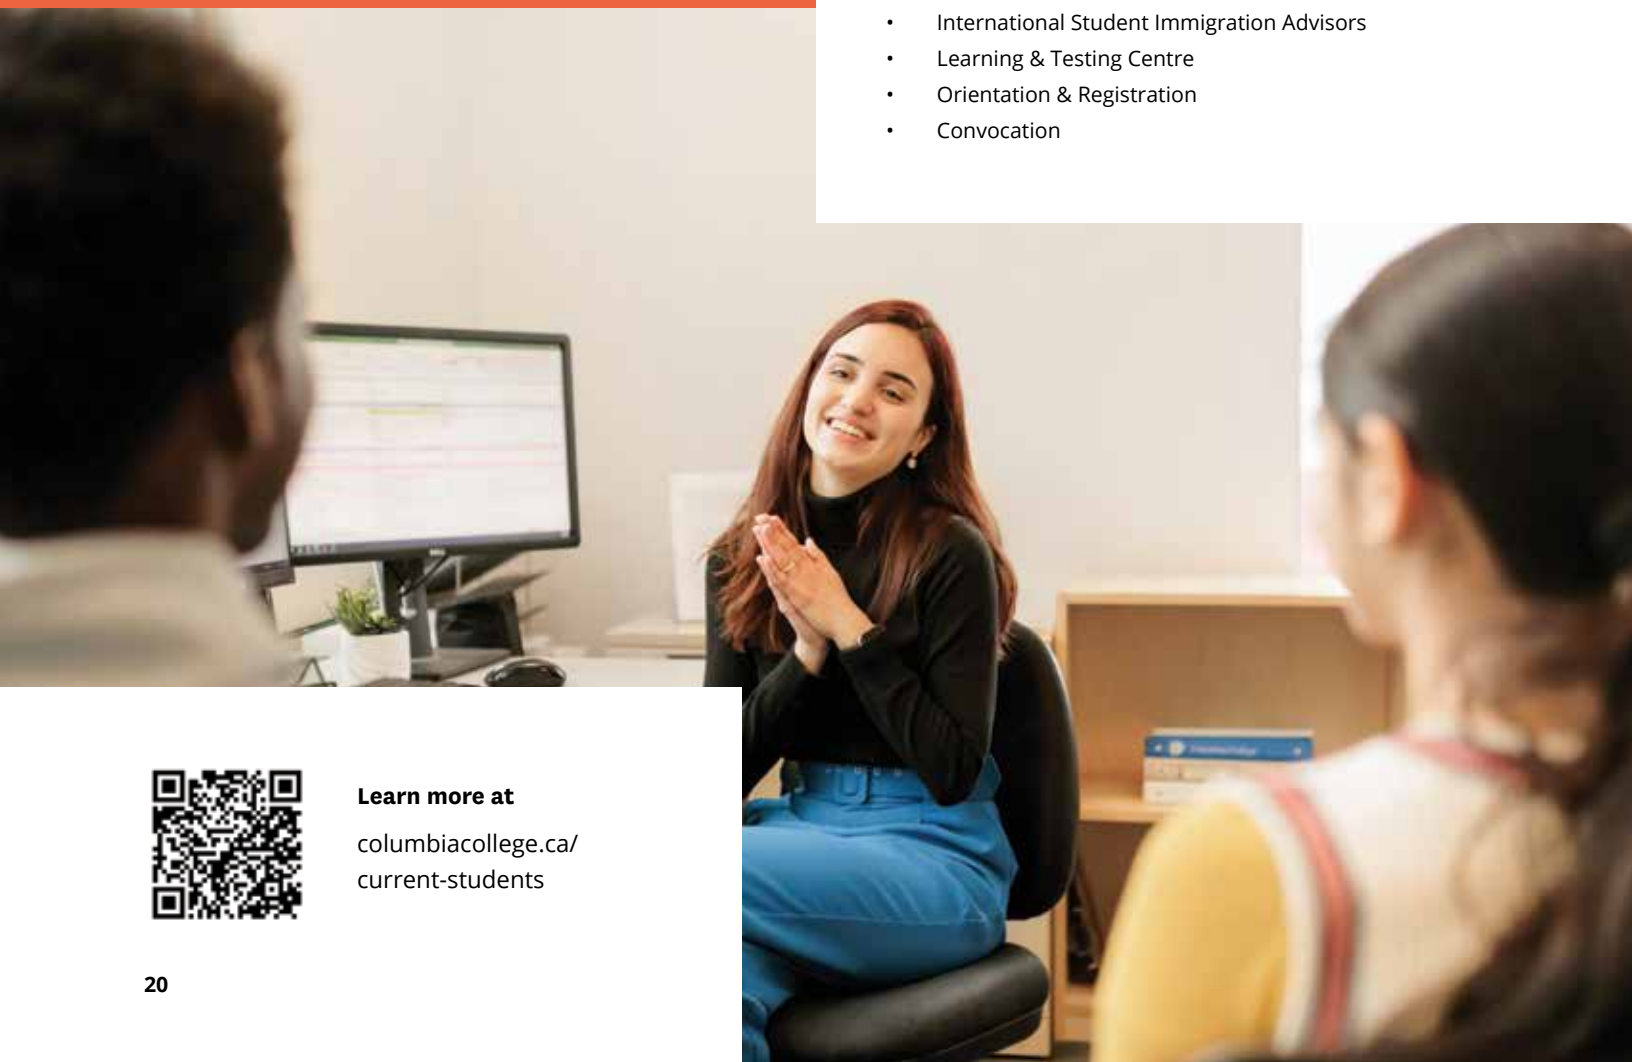 • International Student Immigration Advisors
• Learning & Testing Centre
• Orientation & Registration
• Convocation
Learn more at
columbiacollege.ca/
current-students
20